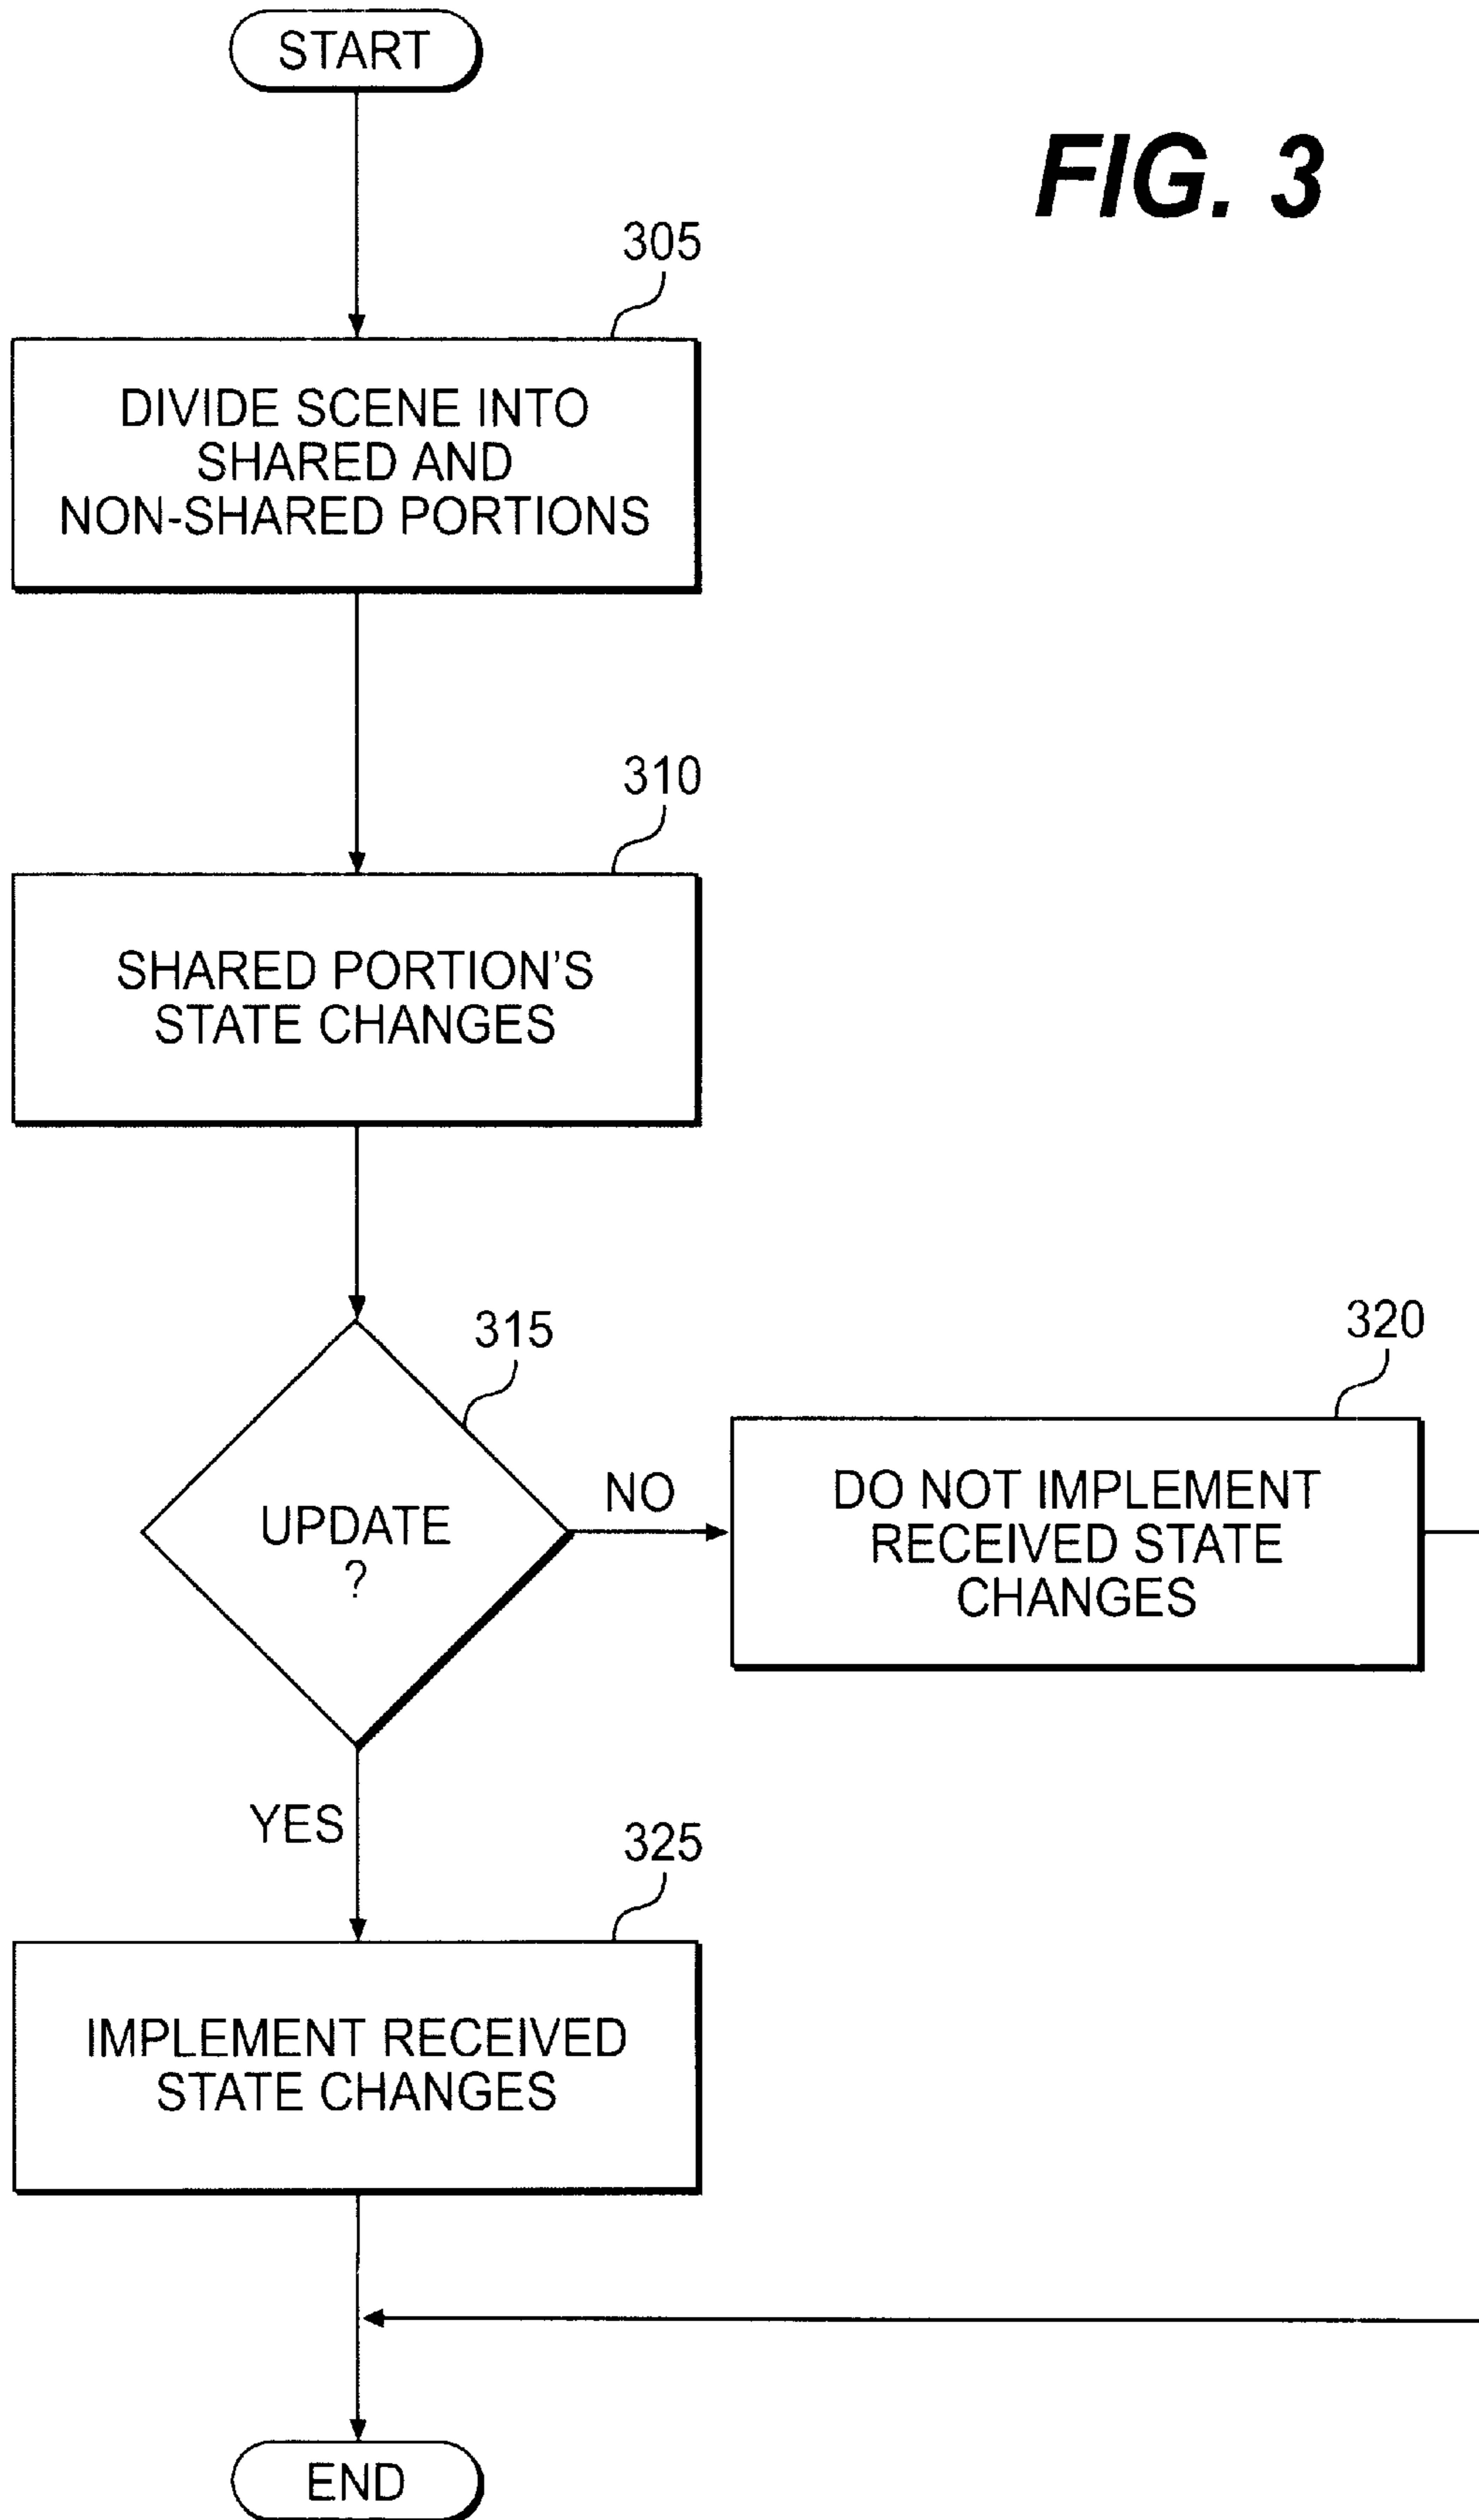 START
FIG. 3
305
DIVIDE SCENE INTO
SHARED AND
NON-SHARED PORTIONS
310
SHARED PORTION'S
STATE CHANGES
315
UPDATE
?
NO
320
DO NOT IMPLEMENT
RECEIVED STATE
CHANGES
YES
325
IMPLEMENT RECEIVED
STATE CHANGES
END